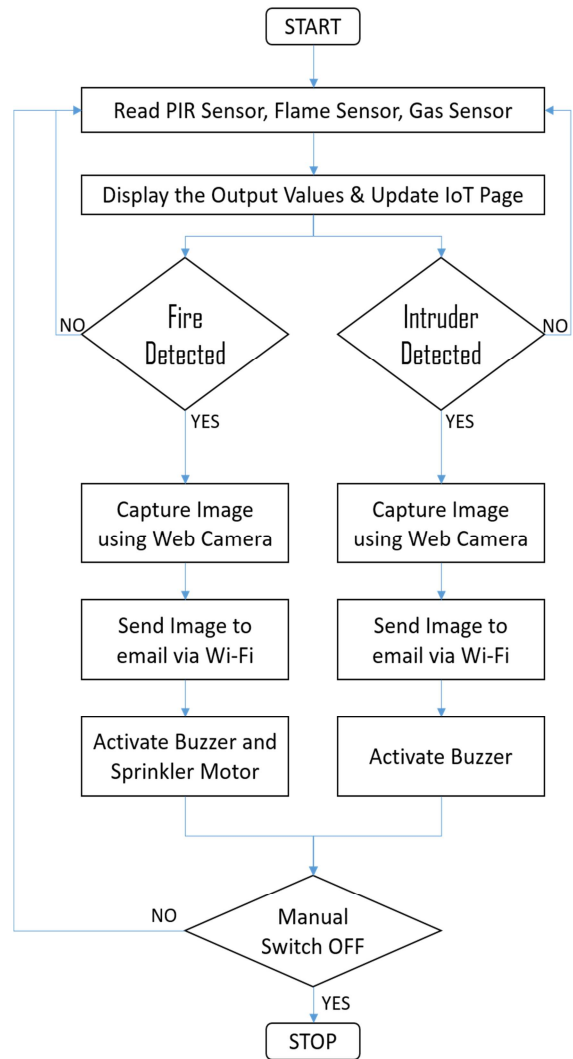 START
Read PIR Sensor, Flame Sensor, Gas Sensor
Display the Output Values & Update IoT Page
Fire
Detected
NO
YES
Intruder
Detected
NO
YES
Capture Image
using Web Camera
Capture Image
using Web Camera
Send Image to
email via Wi-Fi
Send Image to
email via Wi-Fi
Activate Buzzer and
Sprinkler Motor
Activate Buzzer
NO
Manual
Switch OFF
YES
STOP